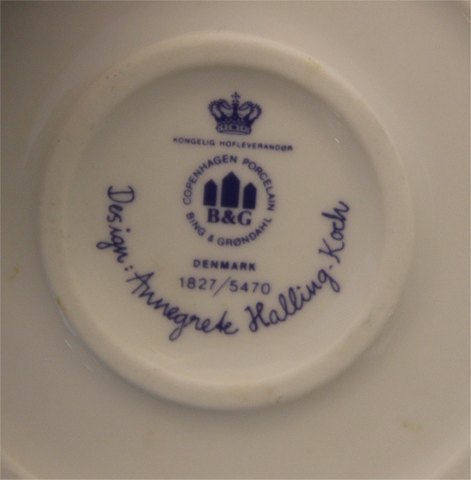 KONGELIG HOFLEVERANDØR
COPENHAGEN PORCELAIN
B&G
BING & GRØNDAHL
DENMARK
1827/5470
Design: Annegrete Halling-Koch